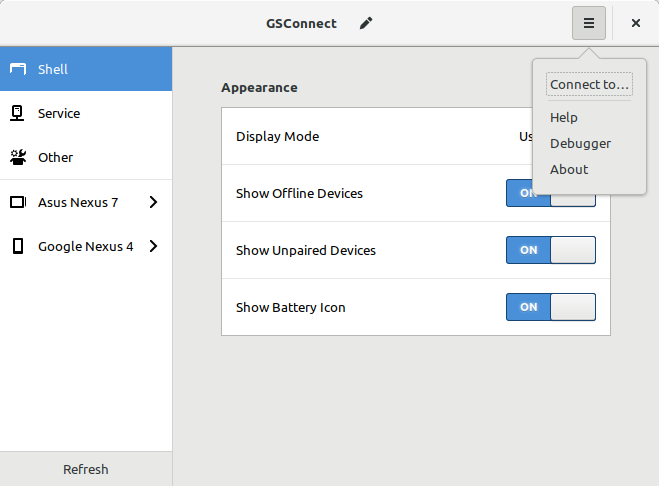 GSConnect
Shell
Service
Other
Asus Nexus 7
Google Nexus 4
Refresh
Appearance
Display Mode
Show Offline Devices
ON
Show Unpaired Devices
ON
Show Battery Icon
ON
Connect to...
Help
Debugger
About